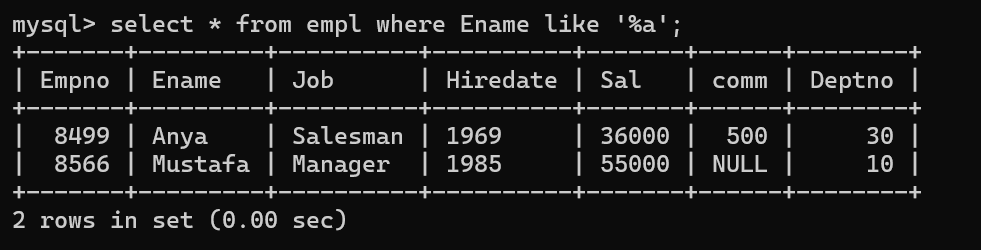 mysql> select * from empl where Ename like '%a';
+-------+---------+----------+----------+-------+------+--------+
| Empno | Ename   | Job      | Hiredate | Sal   | comm | Deptno |
+-------+---------+----------+----------+-------+------+--------+
|  8499 | Anya    | Salesman | 1969     | 36000 |  500 |     30 |
|  8566 | Mustafa | Manager  | 1985     | 55000 | NULL |     10 |
+-------+---------+----------+----------+-------+------+--------+
2 rows in set (0.00 sec)